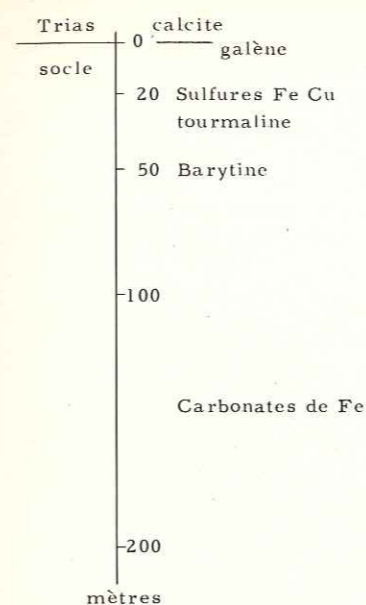 Trias calcite
0 galène
socle
20 Sulfures Fe Cu
tourmaline
50 Barytine
100
Carbonates de Fe
200
mètres